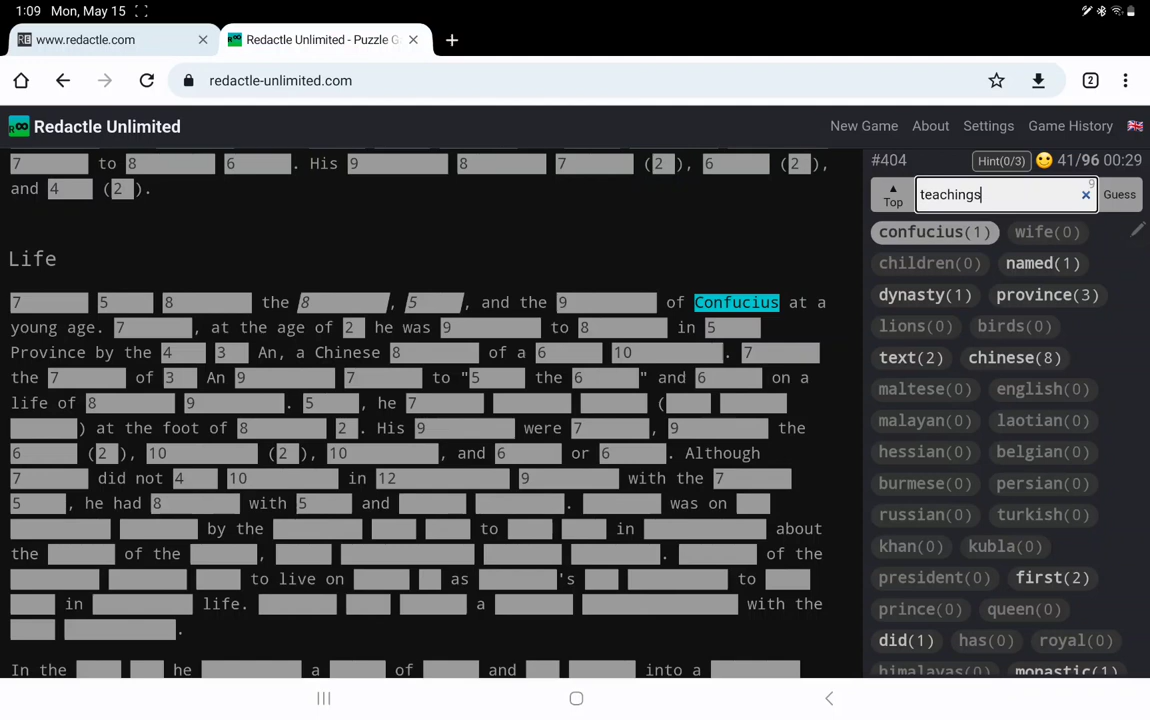 1:09 Mon, May 15
www.redactle.com
Redactle Unlimited - Puzzle G
redactle-unlimited.com
2
Redactle Unlimited
New Game About Settings Game History
7 to 8 6 . His 9 8 7 (2), 6 (2),
and 4 (2).
Life
7 5 8 the 8, 5, and the 9 of Confucius at a
young age. 7, at the age of 2 he was 9 to 8 in 5
Province by the 4 3 An, a Chinese 8 of a 6 10. 7
the 7 of 3 An 9 7 to "5 the 6" and 6 on a
life of 8 9. 5, he 7 (
) at the foot of 8 2. His 9 were 7, 9 the
6 (2), 10 (2), 10, and 6 or 6. Although
7 did not 4 10 in 12 9 with the 7
5, he had 8 with 5 and . was on
by the to in about
the of the , . of the
to live on as 's to
in life. a with the
.
In the he a of and into a
#404 Hint(0/3) 41/96 00:29
Top teachings 9 Guess
confucius(1) wife(0)
children(0) named(1)
dynasty(1) province(3)
lions(0) birds(0)
text(2) chinese(8)
maltese(0) english(0)
malayan(0) laotian(0)
hessian(0) belgian(0)
burmese(0) persian(0)
russian(0) turkish(0)
khan(0) kubla(0)
president(0) first(2)
prince(0) queen(0)
did(1) has(0) royal(0)
himalayas(0) monastic(1)